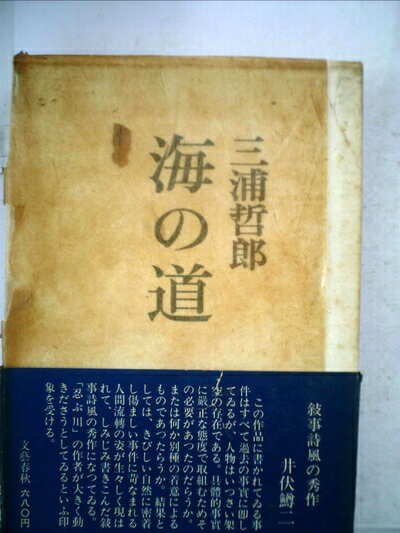 三浦哲郎
海の道
敍事詩風の秀作
井伏鱒二
この作品に書かれてゐる事
件はすべて過去の事實に即し
てゐるが、人物はいつさい架
空の存在である。具體的事實
に嚴正な態度で取組むためそ
の必要があつたのだらうか。
または何か別種の着意による
ものであつたらうか。結果と
しては、きびしい自然に密着
し傷ましい事件に苛なまれる
人間流轉の姿が生々しく現は
れて、しみじみ書きこんだ敍
事詩風の秀作になつてゐる。
「忍ぶ川」の作者が大きく動
きださうとしてゐるといふ印
象を受ける。
文藝春秋 六八〇円